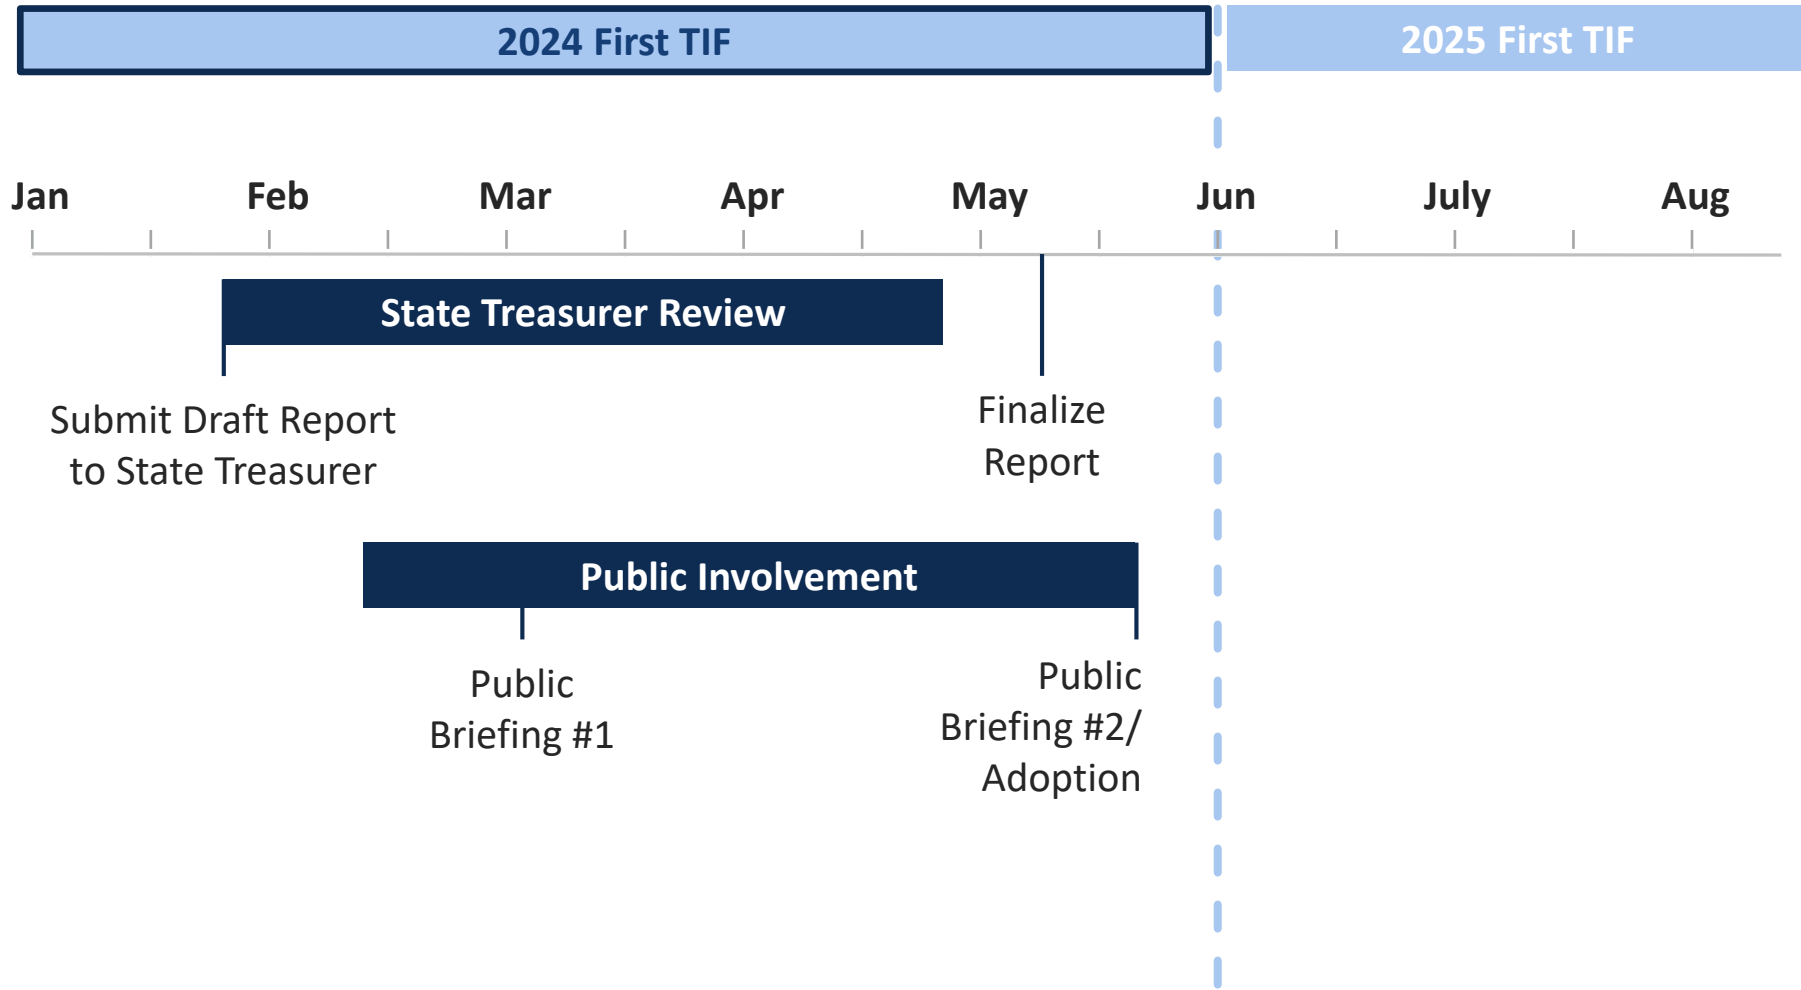 2024 First TIF
2025 First TIF
Jan Feb Mar Apr May Jun July Aug
State Treasurer Review
Submit Draft Report
to State Treasurer
Finalize
Report
Public Involvement
Public
Briefing #1
Public
Briefing #2/
Adoption